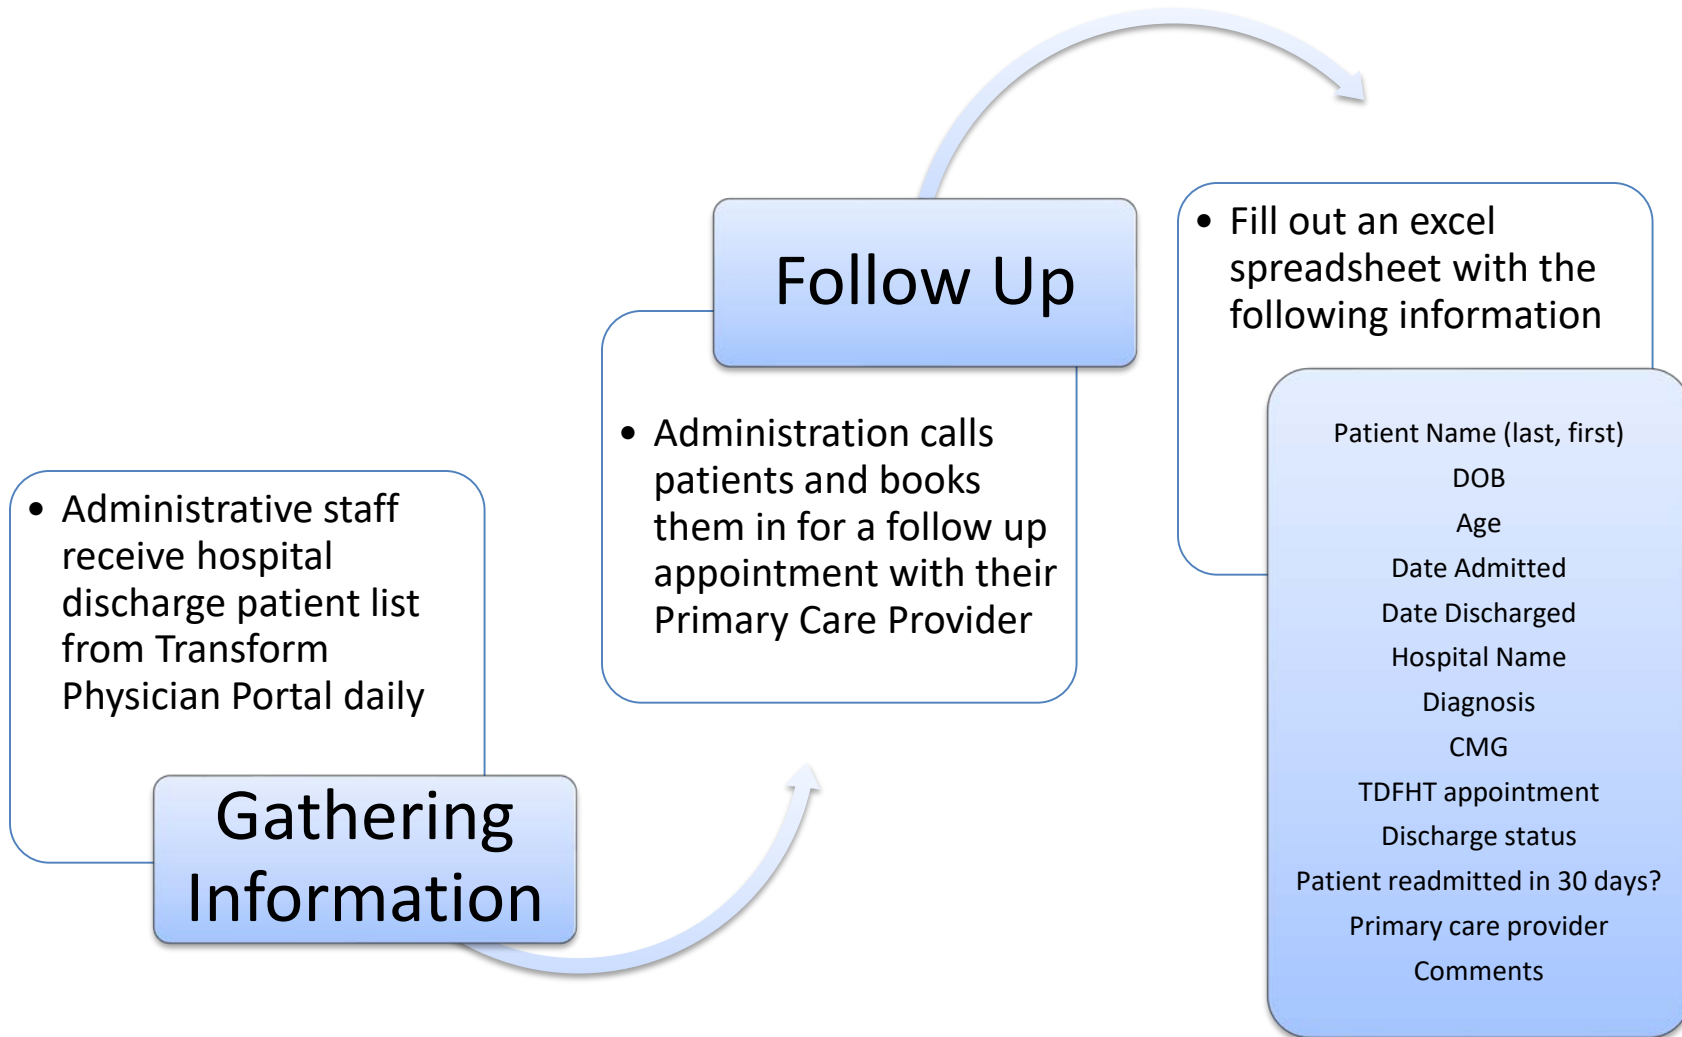 • Administrative staff
receive hospital
discharge patient list
from Transform
Physician Portal daily
Gathering
Information
Follow Up
• Administration calls
patients and books
them in for a follow up
appointment with their
Primary Care Provider
• Fill out an excel
spreadsheet with the
following information
Patient Name (last, first)
DOB
Age
Date Admitted
Date Discharged
Hospital Name
Diagnosis
CMG
TDFHT appointment
Discharge status
Patient readmitted in 30 days?
Primary care provider
Comments